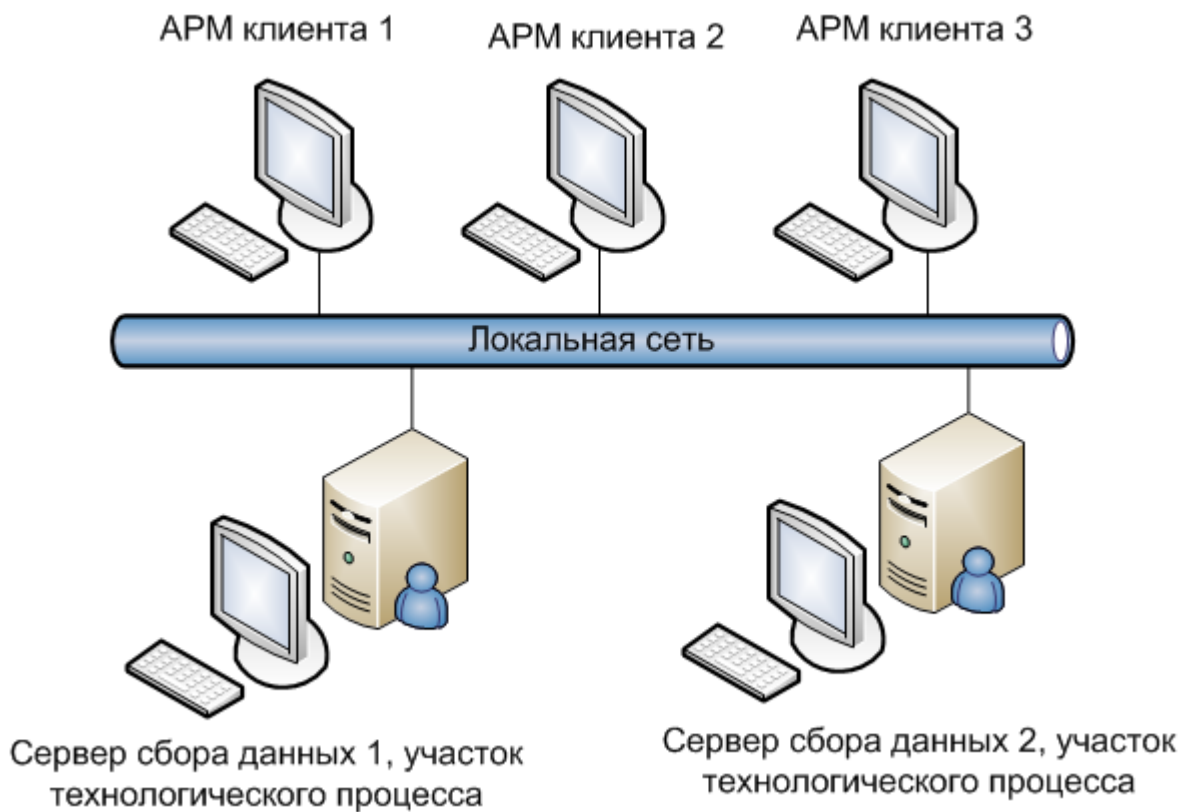 АРМ клиента 1
АРМ клиента 2
АРМ клиента 3
Локальная сеть
Сервер сбора данных 1, участок
технологического процесса
Сервер сбора данных 2, участок
технологического процесса